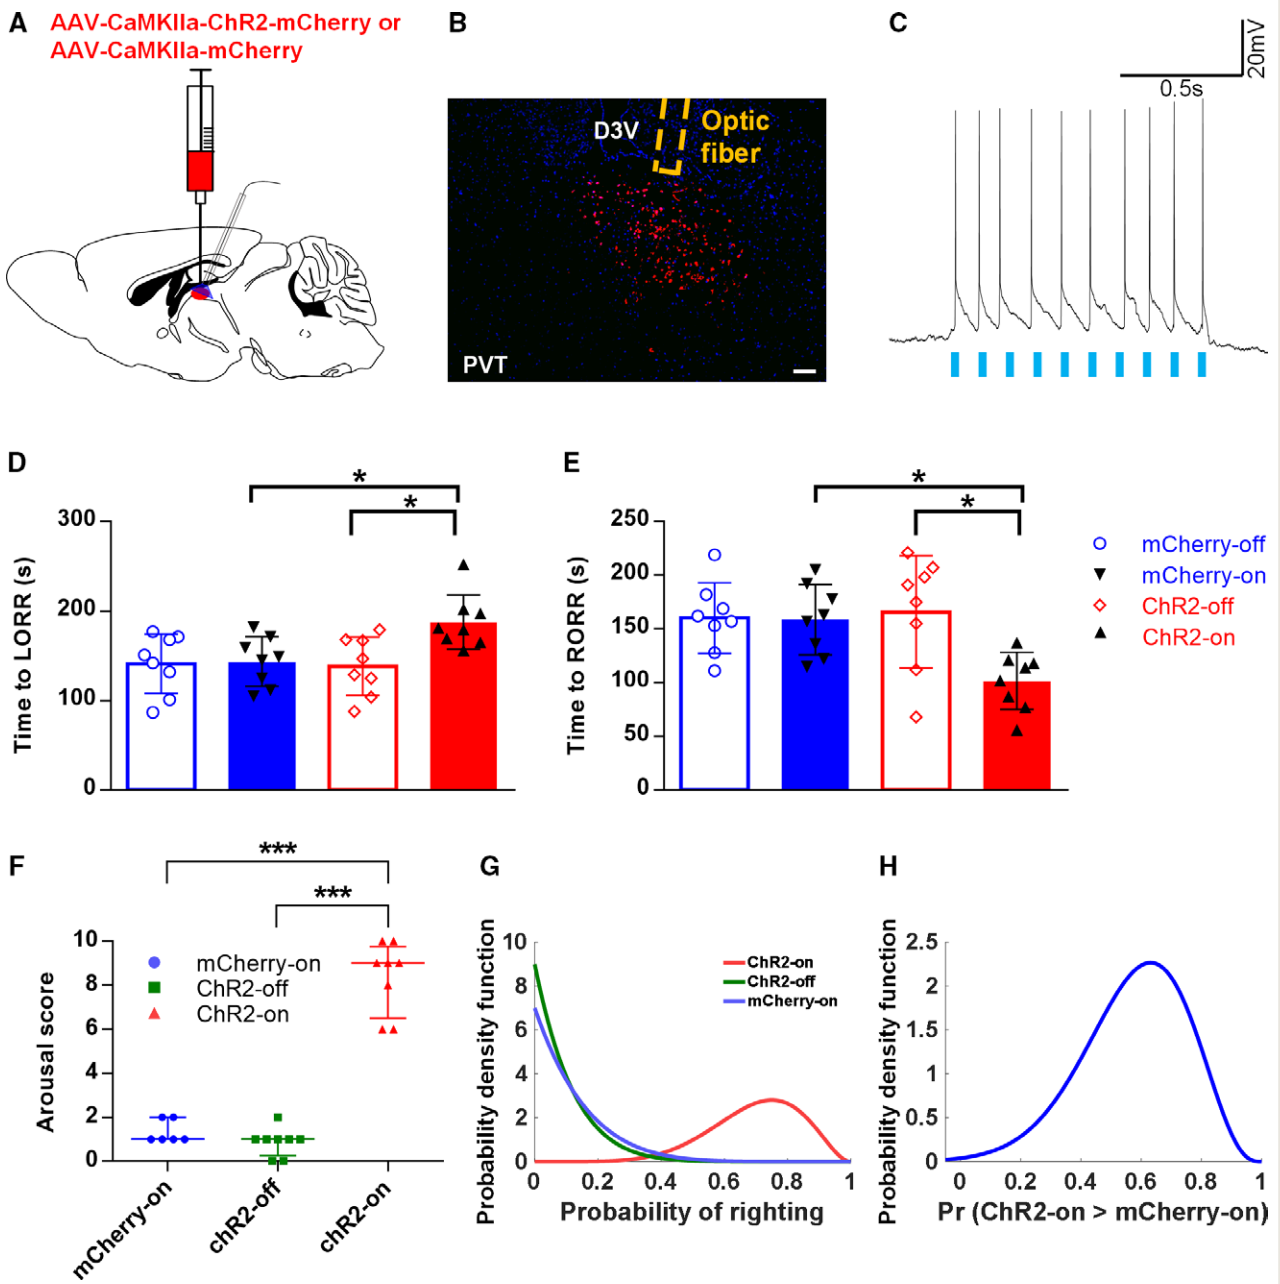 A
AAV-CaMKIIa-ChR2-mCherry or
AAV-CaMKIIa-mCherry
B
D3V
Optic
fiber
PVT
C
20mV
0.5s
D
*
*
Time to LORR (s)
300
200
100
0
E
*
*
Time to RORR (s)
250
200
150
100
50
0
mCherry-off
mCherry-on
ChR2-off
ChR2-on
F
***
***
Arousal score
10
8
6
4
2
0
mCherry-on
ChR2-off
ChR2-on
mCherry-on
chR2-off
chR2-on
G
Probability density function
10
8
6
4
2
0
ChR2-on
ChR2-off
mCherry-on
0 0.2 0.4 0.6 0.8 1
Probability of righting
H
Probability density function
2.5
2
1.5
1
0.5
0
0 0.2 0.4 0.6 0.8 1
Pr (ChR2-on > mCherry-on)